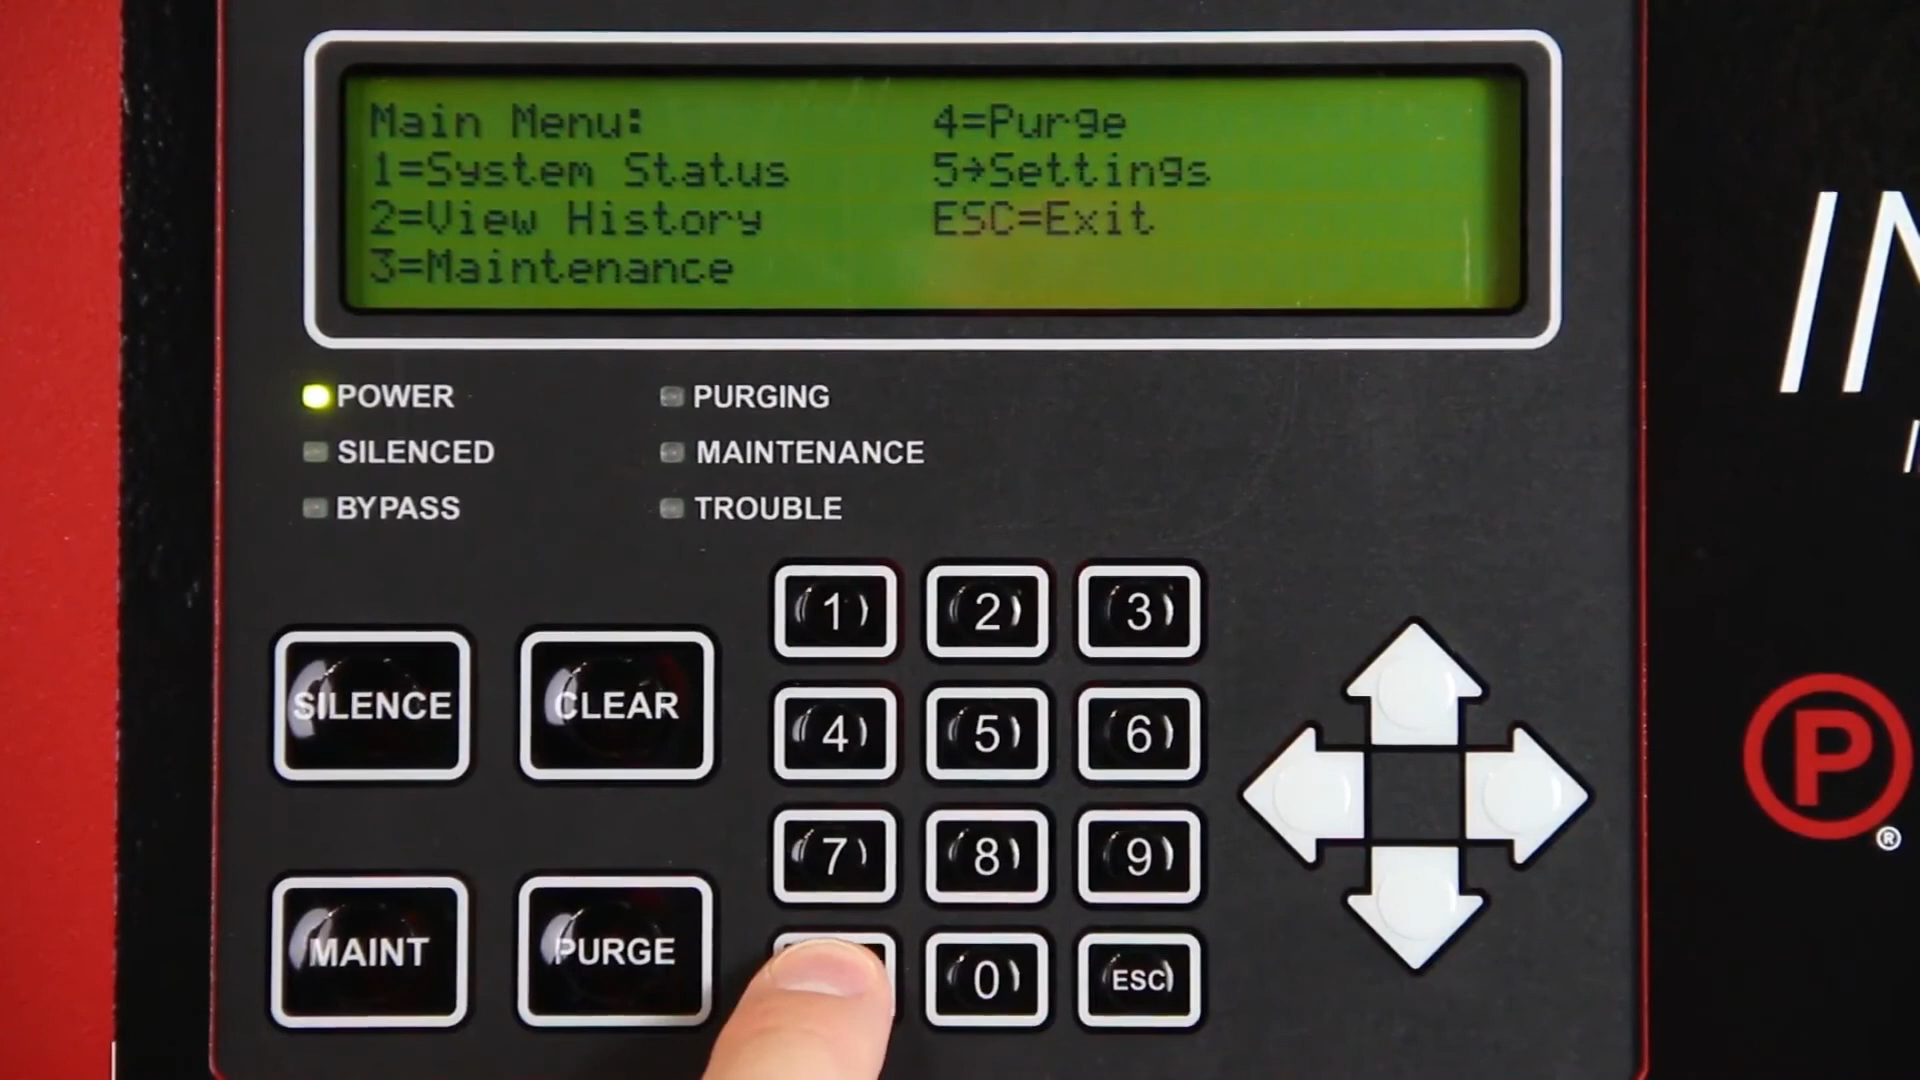 Main Menu: 4=Purge
1=System Status 5→Settings
2=View History ESC=Exit
3=Maintenance
POWER PURGING
SILENCED MAINTENANCE
BYPASS TROUBLE
1 2 3
SILENCE CLEAR
4 5 6
7 8 9
MAINT PURGE
0 ESC
P
®